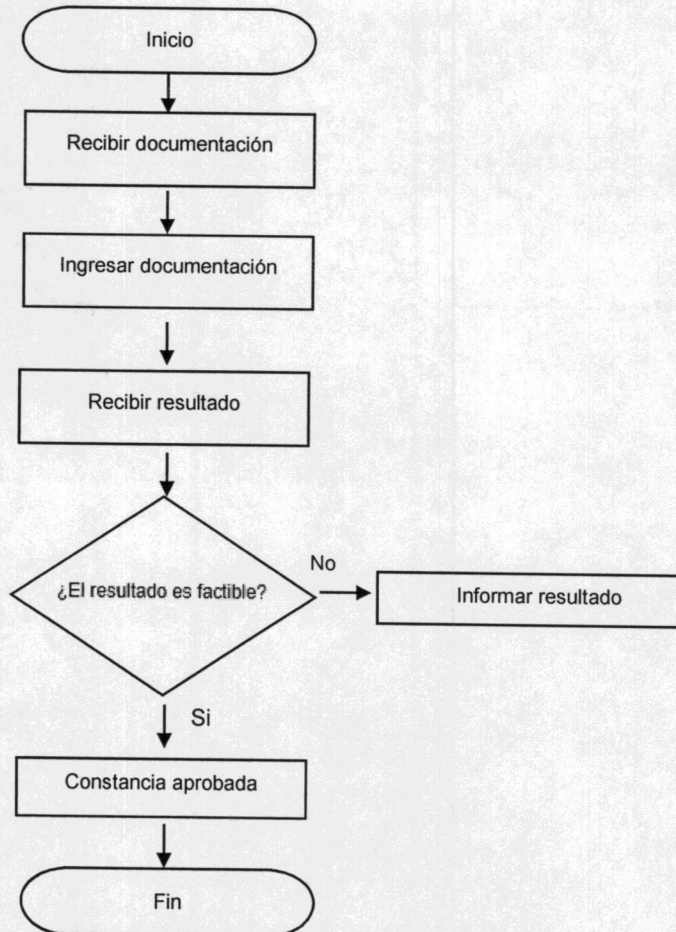 Inicio
Recibir documentación
Ingresar documentación
Recibir resultado
¿El resultado es factible?
No
Informar resultado
Si
Constancia aprobada
Fin